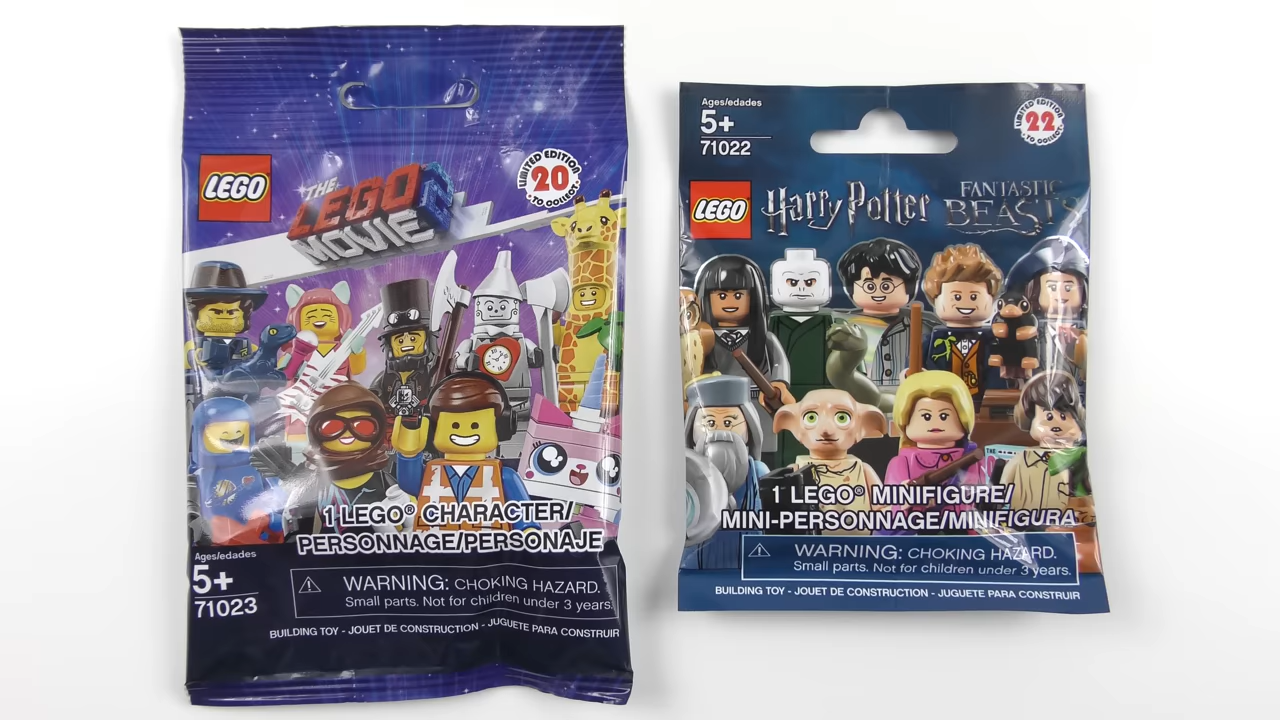 LEGO
THE
LEGO
MOVIE 2
LIMITED EDITION
20
TO COLLECT
1 LEGO® CHARACTER/
PERSONNAGE/PERSONAJE
Ages/edades
5+
71023
⚠ WARNING: CHOKING HAZARD.
Small parts. Not for children under 3 years.
BUILDING TOY - JOUET DE CONSTRUCTION - JUGUETE PARA CONSTRUIR
Ages/edades
5+
71022
LIMITED EDITION
22
TO COLLECT
LEGO
Harry Potter
FANTASTIC
BEASTS
THE
1 LEGO® MINIFIGURE/
MINI-PERSONNAGE/MINIFIGURA
⚠ WARNING: CHOKING HAZARD.
Small parts. Not for children under 3 years.
BUILDING TOY - JOUET DE CONSTRUCTION - JUGUETE PARA CONSTRUIR